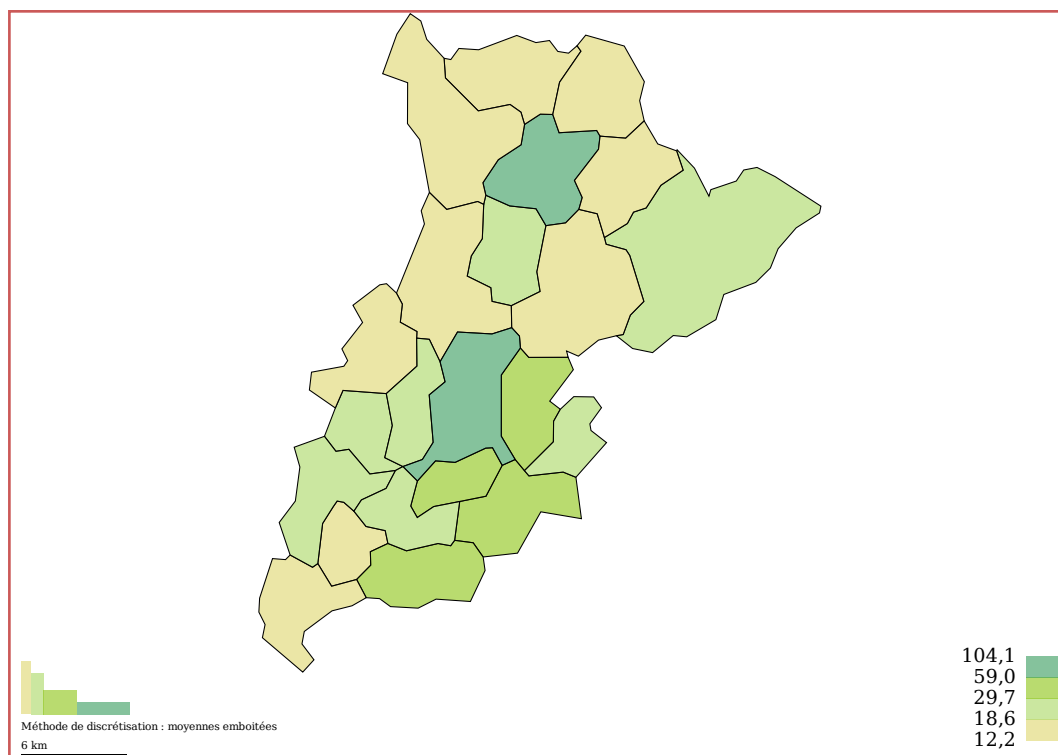 104,1
59,0
29,7
18,6
12,2
Méthode de discrétisation : moyennes emboitées
6 km